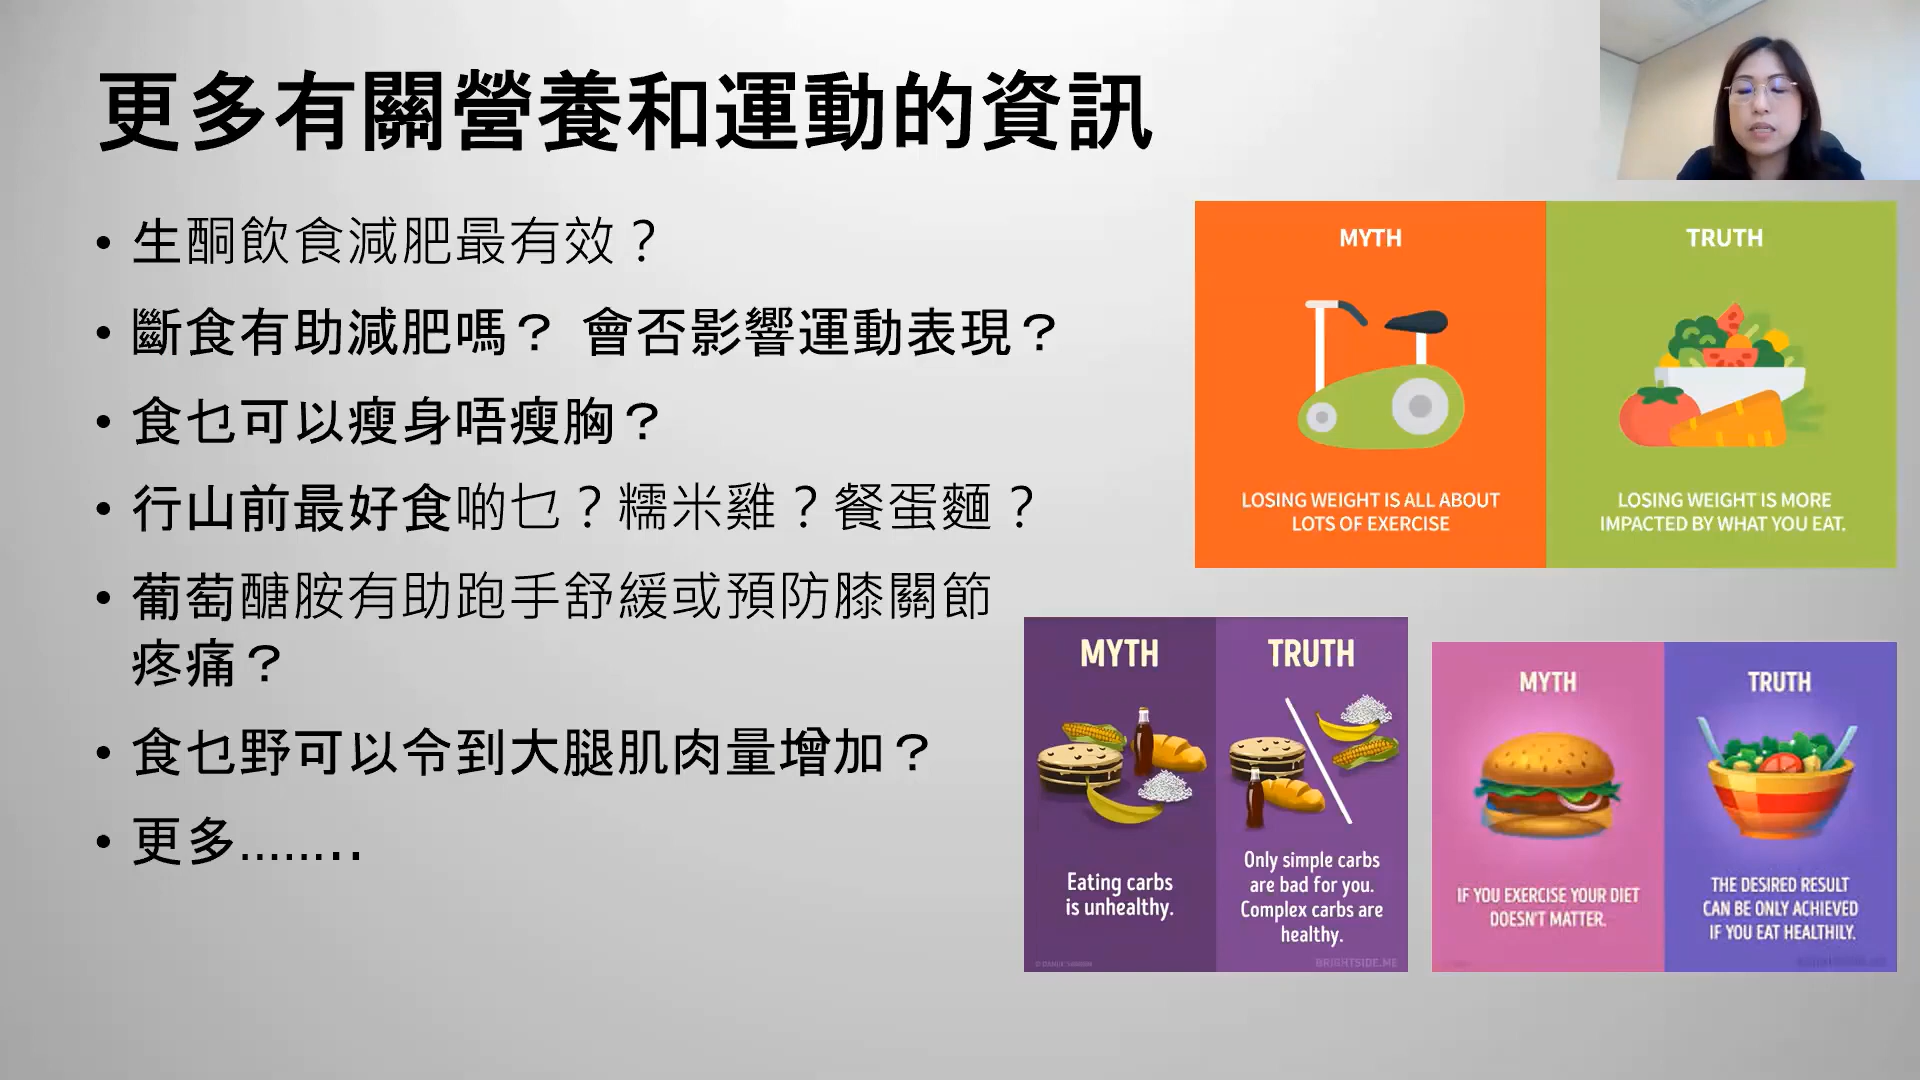 更多有關營養和運動的資訊
• 生酮飲食減肥最有效？
• 斷食有助減肥嗎？ 會否影響運動表現？
• 食乜可以瘦身唔瘦胸？
• 行山前最好食啲乜？糯米雞？餐蛋麵？
• 葡萄醣胺有助跑手舒緩或預防膝關節
疼痛？
• 食乜野可以令到大腿肌肉量增加？
• 更多........
MYTH
LOSING WEIGHT IS ALL ABOUT
LOTS OF EXERCISE
TRUTH
LOSING WEIGHT IS MORE
IMPACTED BY WHAT YOU EAT.
MYTH
Eating carbs
is unhealthy.
TRUTH
Only simple carbs
are bad for you.
Complex carbs are
healthy.
BRIGHTSIDE.ME
MYTH
IF YOU EXERCISE YOUR DIET
DOESN'T MATTER.
TRUTH
THE DESIRED RESULT
CAN BE ONLY ACHIEVED
IF YOU EAT HEALTHILY.